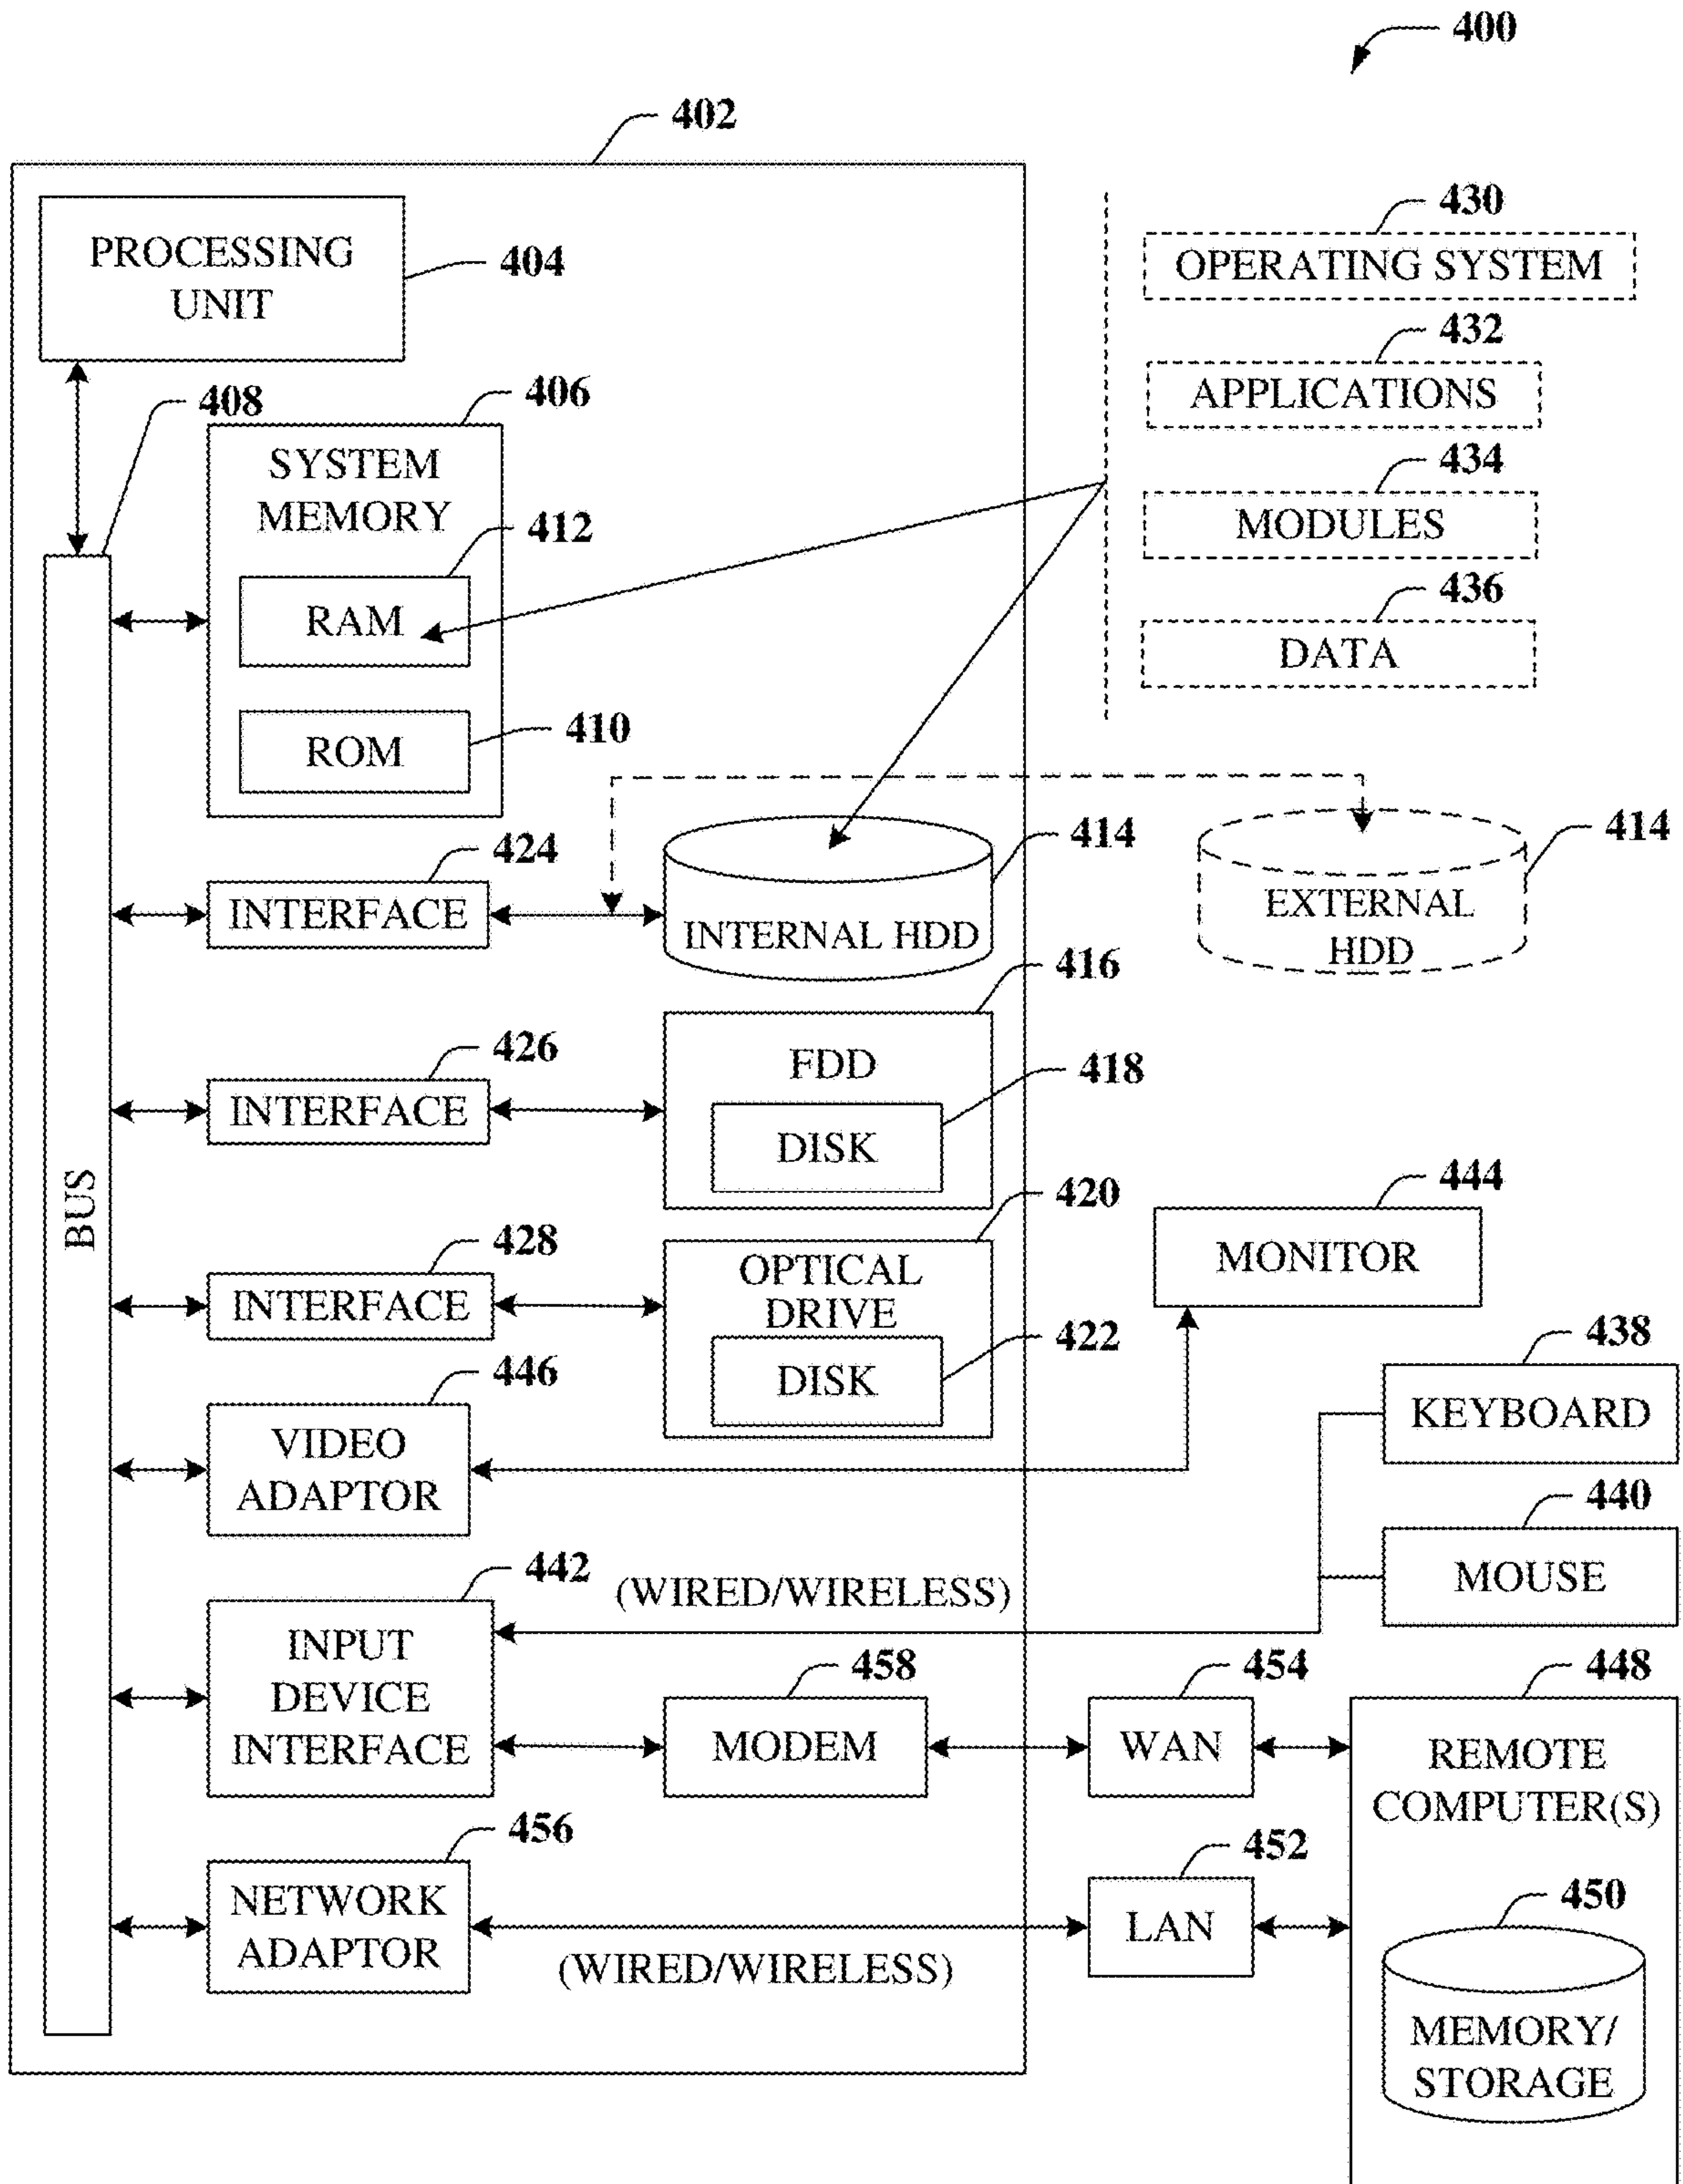 400
402
PROCESSING
UNIT
404
430
OPERATING SYSTEM
432
APPLICATIONS
434
MODULES
436
DATA
408
406
SYSTEM
MEMORY
412
RAM
410
ROM
424
INTERFACE
414
INTERNAL HDD
414
EXTERNAL
HDD
416
FDD
418
DISK
426
INTERFACE
BUS
420
OPTICAL
DRIVE
422
DISK
428
INTERFACE
444
MONITOR
438
KEYBOARD
446
VIDEO
ADAPTOR
440
MOUSE
442
INPUT
DEVICE
INTERFACE
(WIRED/WIRELESS)
458
MODEM
454
WAN
448
REMOTE
COMPUTER(S)
456
NETWORK
ADAPTOR
(WIRED/WIRELESS)
452
LAN
450
MEMORY/
STORAGE